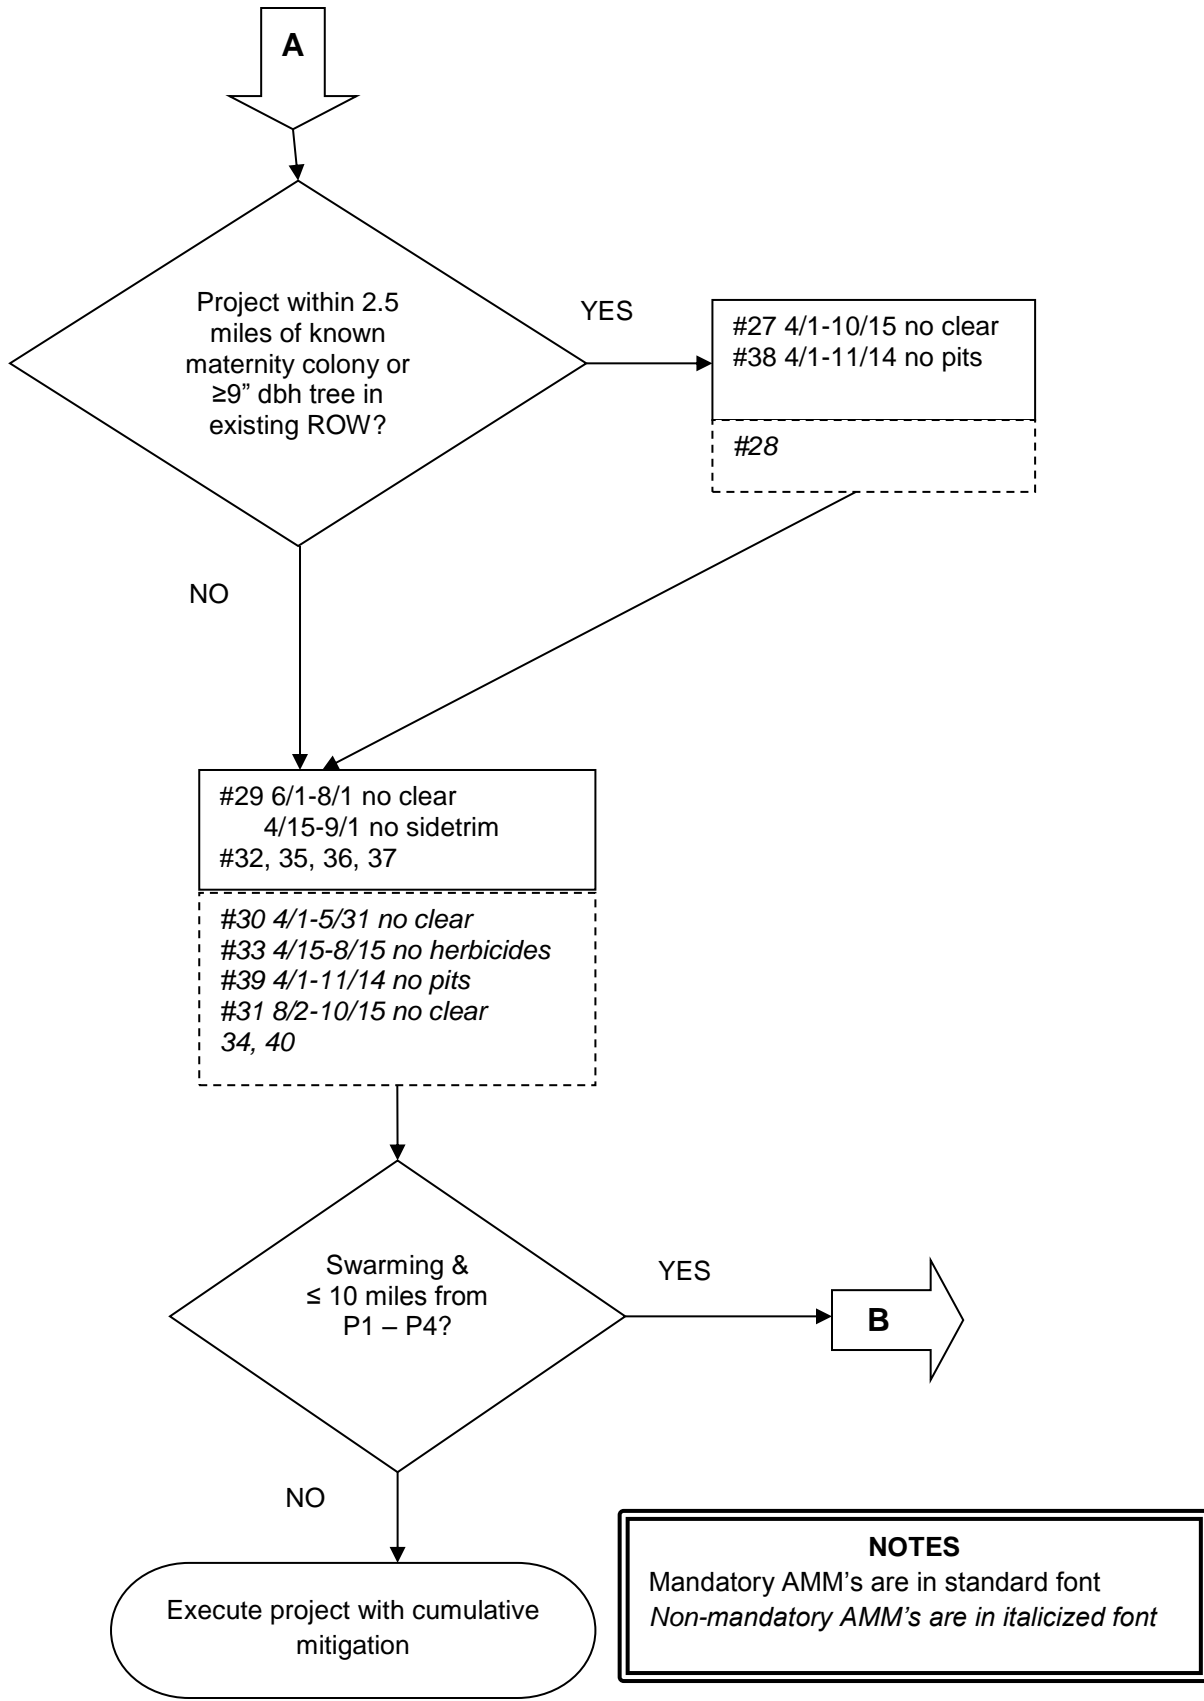 A
Project within 2.5
miles of known
maternity colony or
≥9” dbh tree in
existing ROW?
YES
#27 4/1-10/15 no clear
#38 4/1-11/14 no pits
#28
NO
#29 6/1-8/1 no clear
4/15-9/1 no sidetrim
#32, 35, 36, 37
#30 4/1-5/31 no clear
#33 4/15-8/15 no herbicides
#39 4/1-11/14 no pits
#31 8/2-10/15 no clear
34, 40
Swarming &
≤ 10 miles from
P1 – P4?
YES
B
NO
Execute project with cumulative
mitigation
NOTES
Mandatory AMM's are in standard font
Non-mandatory AMM's are in italicized font